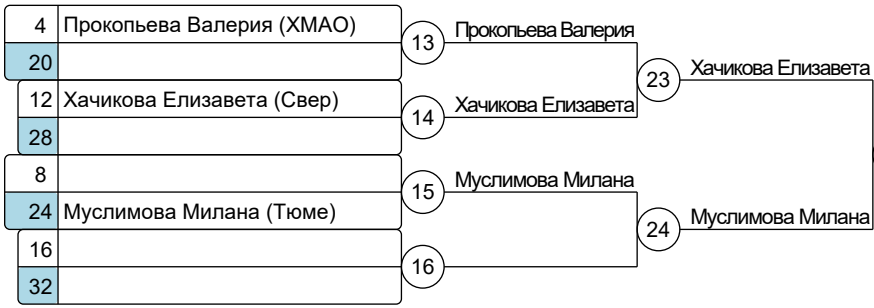 4 Прокопьева Валерия (ХМАО)
20
12 Хачикова Елизавета (Свер)
28
8
24 Муслимова Милана (Тюме)
16
32
13
Прокопьева Валерия
14
Хачикова Елизавета
15
Муслимова Милана
16
23
Хачикова Елизавета
24
Муслимова Милана